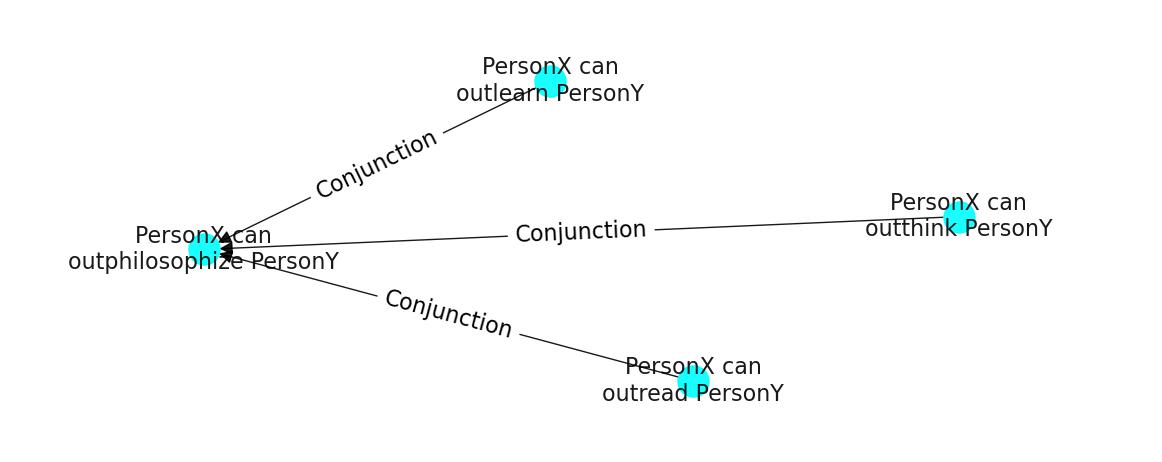 PersonX can
outlearn PersonY
Conjunction
PersonX can
outthink PersonY
Conjunction
PersonX can
outphilosophize PersonY
Conjunction
PersonX can
outread PersonY